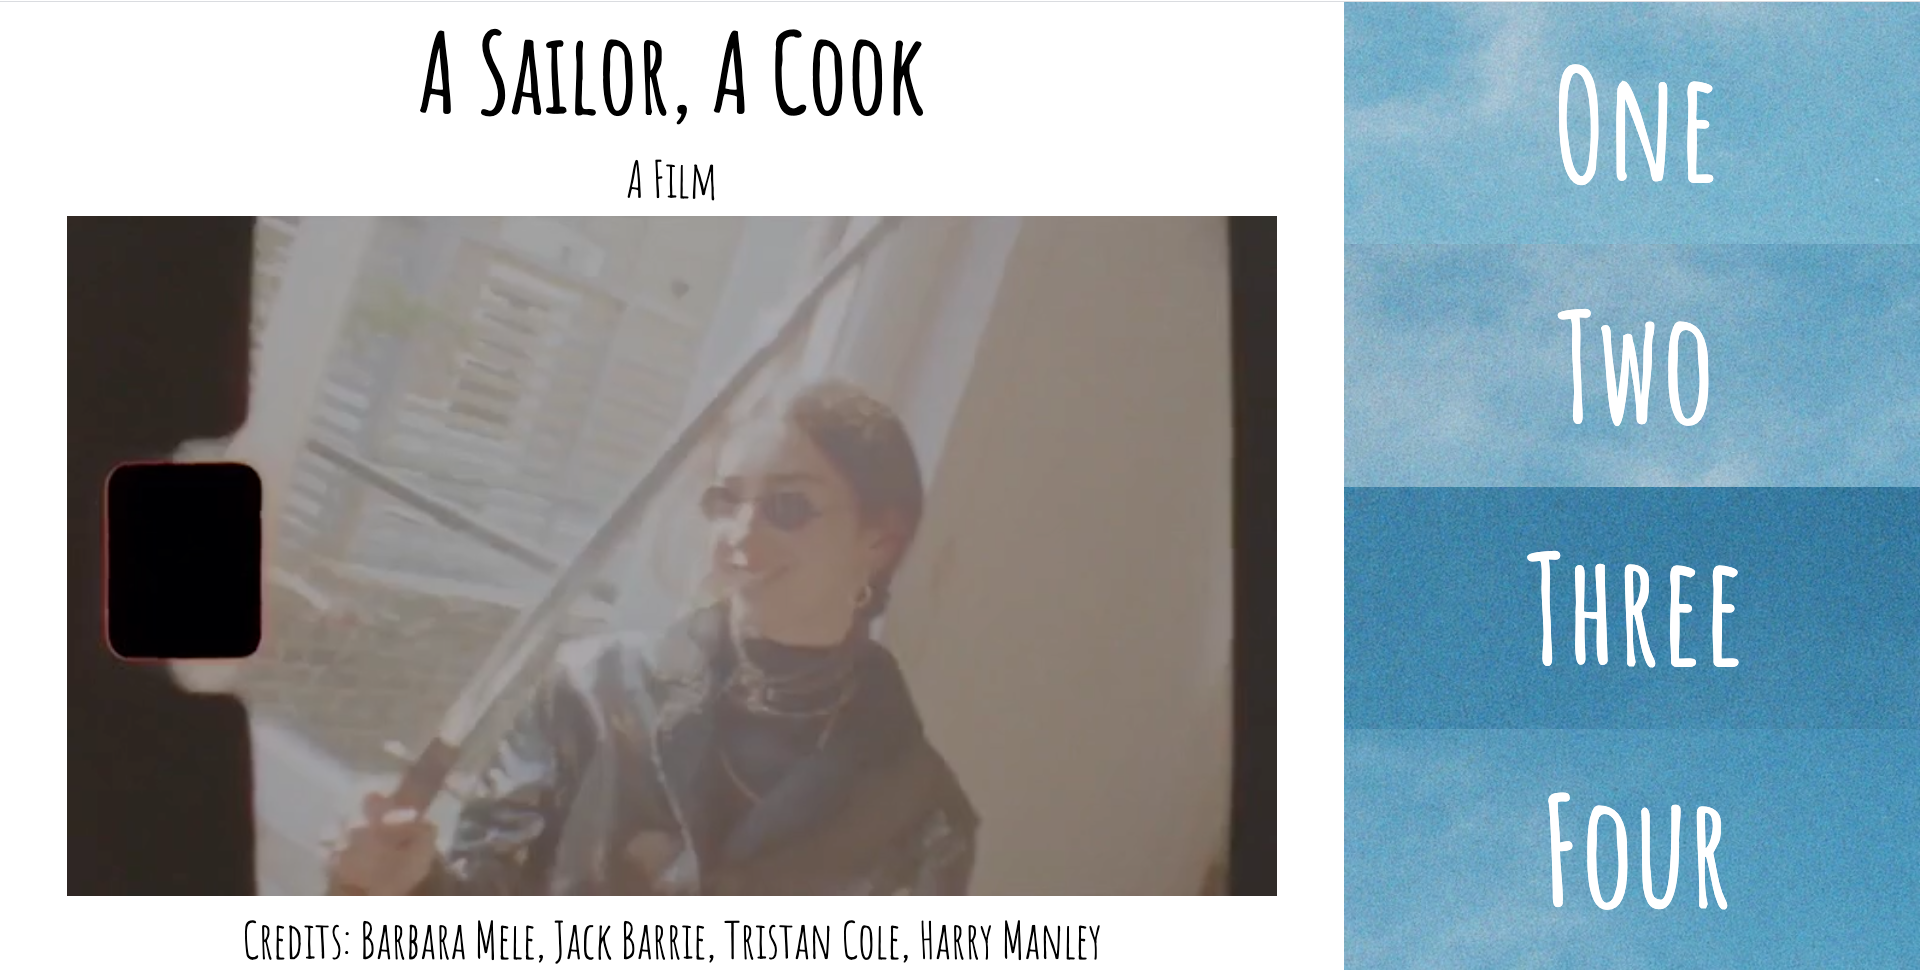 A Sailor, A Cook
A Film
Credits: Barbara Mele, Jack Barrie, Tristan Cole, Harry Manley
One
Two
Three
Four